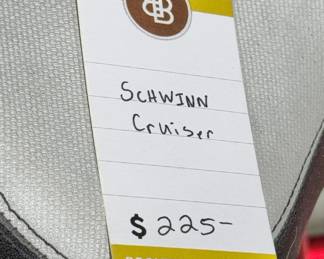 SCHWINN
Cruiser
$ 225-